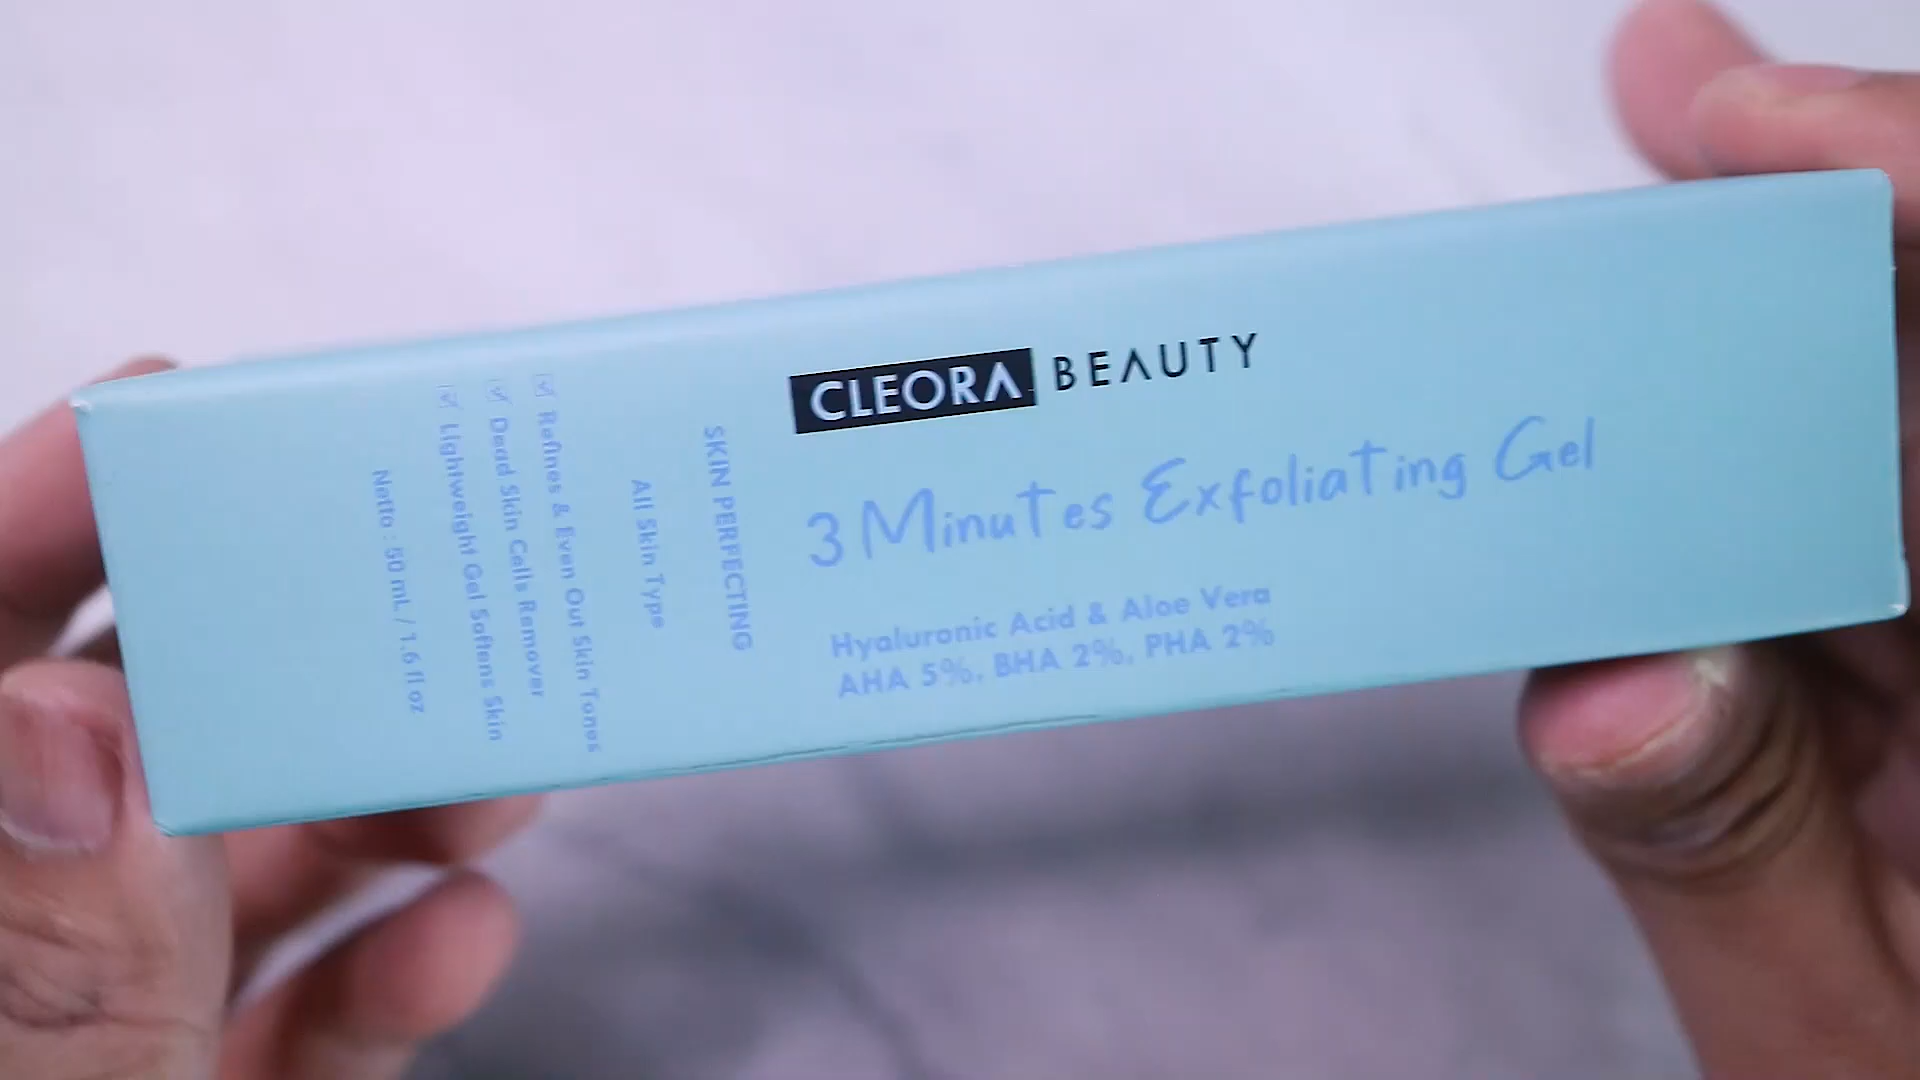 CLEORA BEAUTY
3 Minutes Exfoliating Gel
Hyaluronic Acid & Aloe Vera
AHA 5%, BHA 2%, PHA 2%
SKIN PERFECTING
All Skin Type
Refines & Even Out Skin Tones
Dead Skin Cells Remover
Lightweight Gel Softens Skin
Netto : 50 mL / 1.6 fl oz